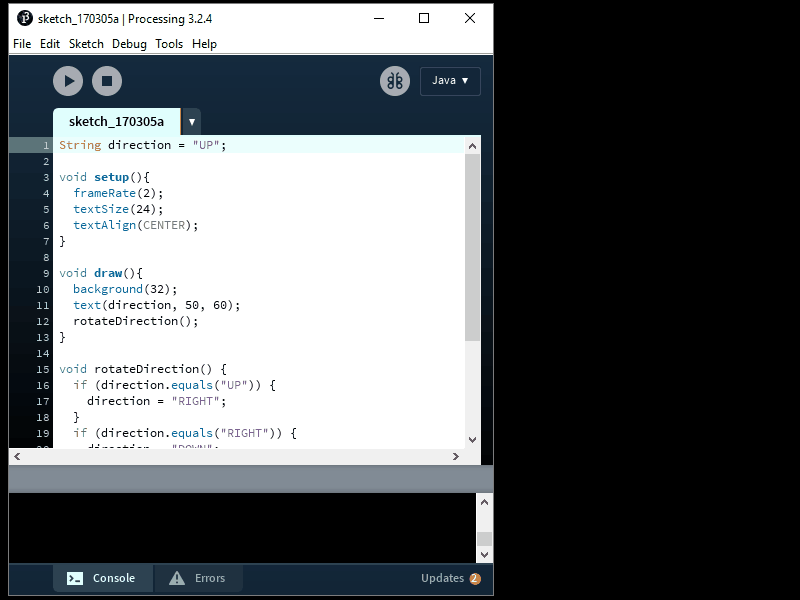 sketch_170305a | Processing 3.2.4
File Edit Sketch Debug Tools Help
Java ▼
sketch_170305a ▼
1 String direction = "UP";
2
3 void setup(){
4 frameRate(2);
5 textSize(24);
6 textAlign(CENTER);
7 }
8
9 void draw(){
10 background(32);
11 text(direction, 50, 60);
12 rotateDirection();
13 }
14
15 void rotateDirection() {
16 if (direction.equals("UP")) {
17 direction = "RIGHT";
18 }
19 if (direction.equals("RIGHT")) {
20 direction = "DOWN";
Console Errors Updates 2